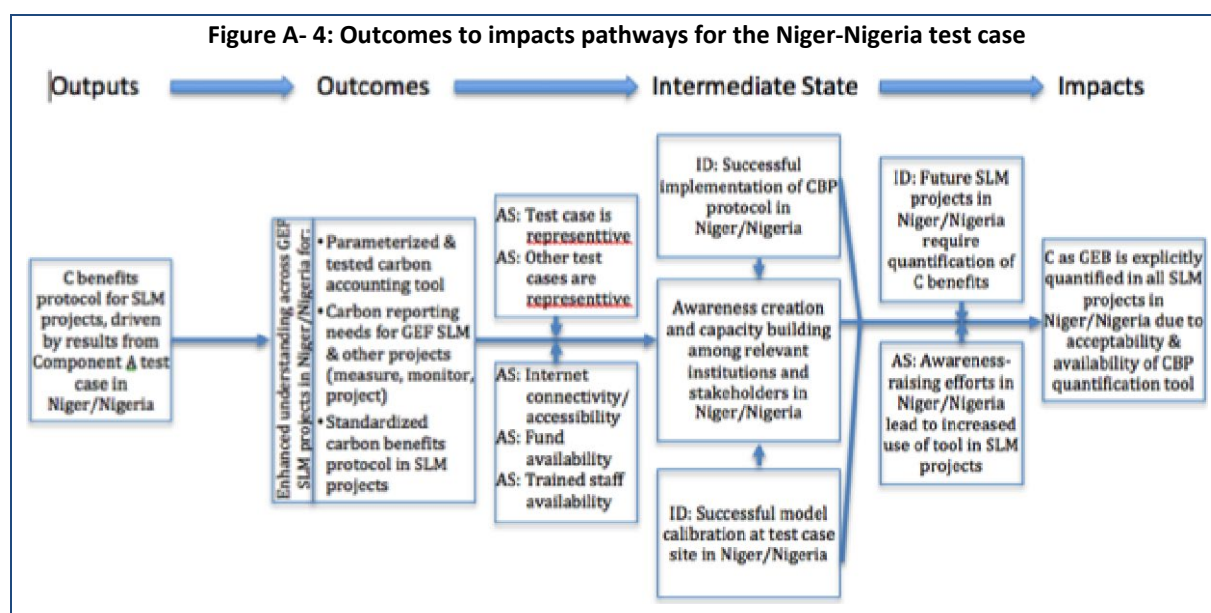 Figure A- 4: Outcomes to impacts pathways for the Niger-Nigeria test case
Outputs
Outcomes
Intermediate State
Impacts
C benefits
protocol for SLM
projects, driven
by results from
Component A test
case in
Niger/Nigeria
Enhanced understanding across GEF
SLM projects in Niger/Nigeria for:
• Parameterized &
tested carbon
accounting tool
• Carbon reporting
needs for GEF SLM
& other projects
(measure, monitor,
project)
• Standardized
carbon benefits
protocol in SLM
projects
AS: Test case is
representtive
AS: Other test
cases are
representtive
AS: Internet
connectivity/
accessibility
AS: Fund
availability
AS: Trained staff
availability
ID: Successful
implementation of CBP
protocol in
Niger/Nigeria
Awareness creation
and capacity building
among relevant
institutions and
stakeholders in
Niger/Nigeria
ID: Successful model
calibration at test case
site in Niger/Nigeria
ID: Future SLM
projects in
Niger/Nigeria
require
quantification of
C benefits
AS: Awareness-
raising efforts in
Niger/Nigeria
lead to increased
use of tool in SLM
projects
C as GEB is explicitly
quantified in all SLM
projects in
Niger/Nigeria due to
acceptability &
availability of CBP
quantification tool